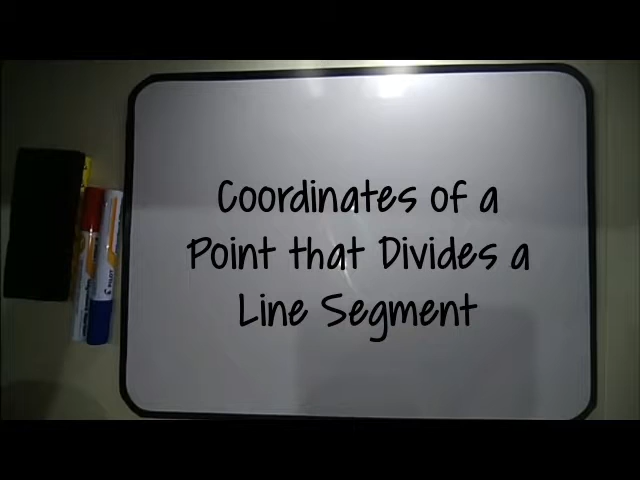 Coordinates of a
Point that Divides a
Line Segment